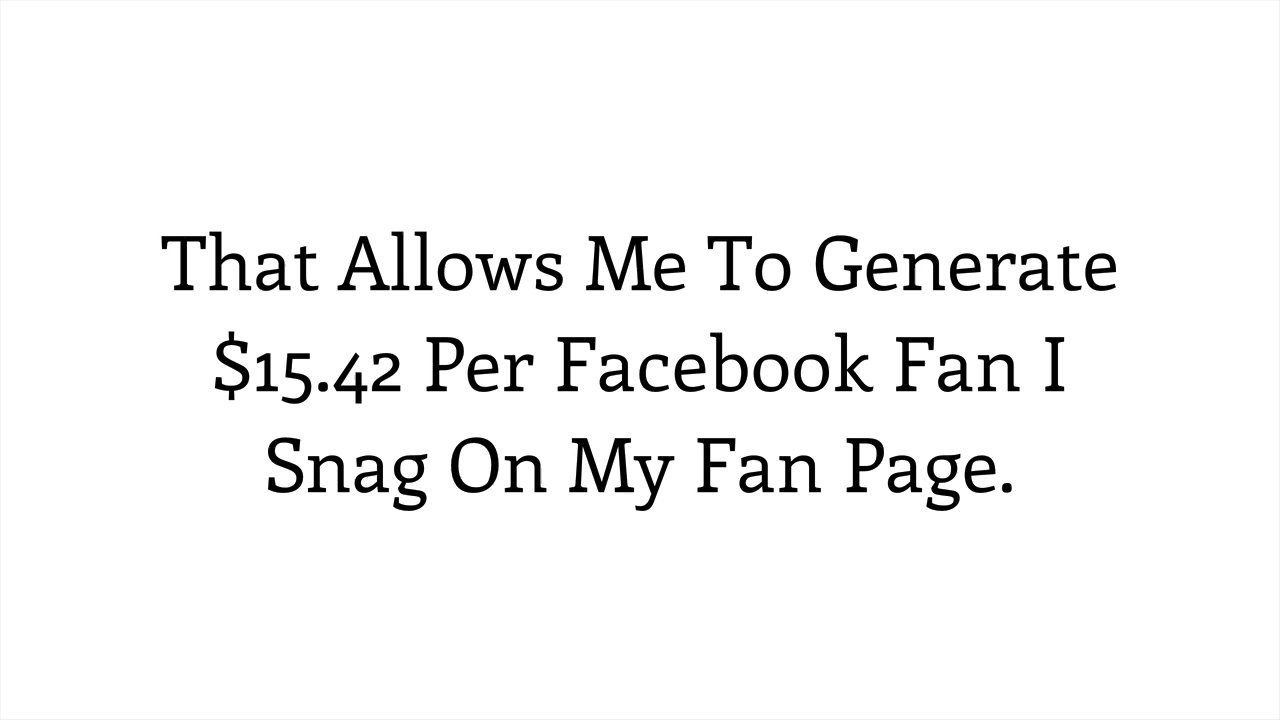 That Allows Me To Generate
$15.42 Per Facebook Fan I
Snag On My Fan Page.